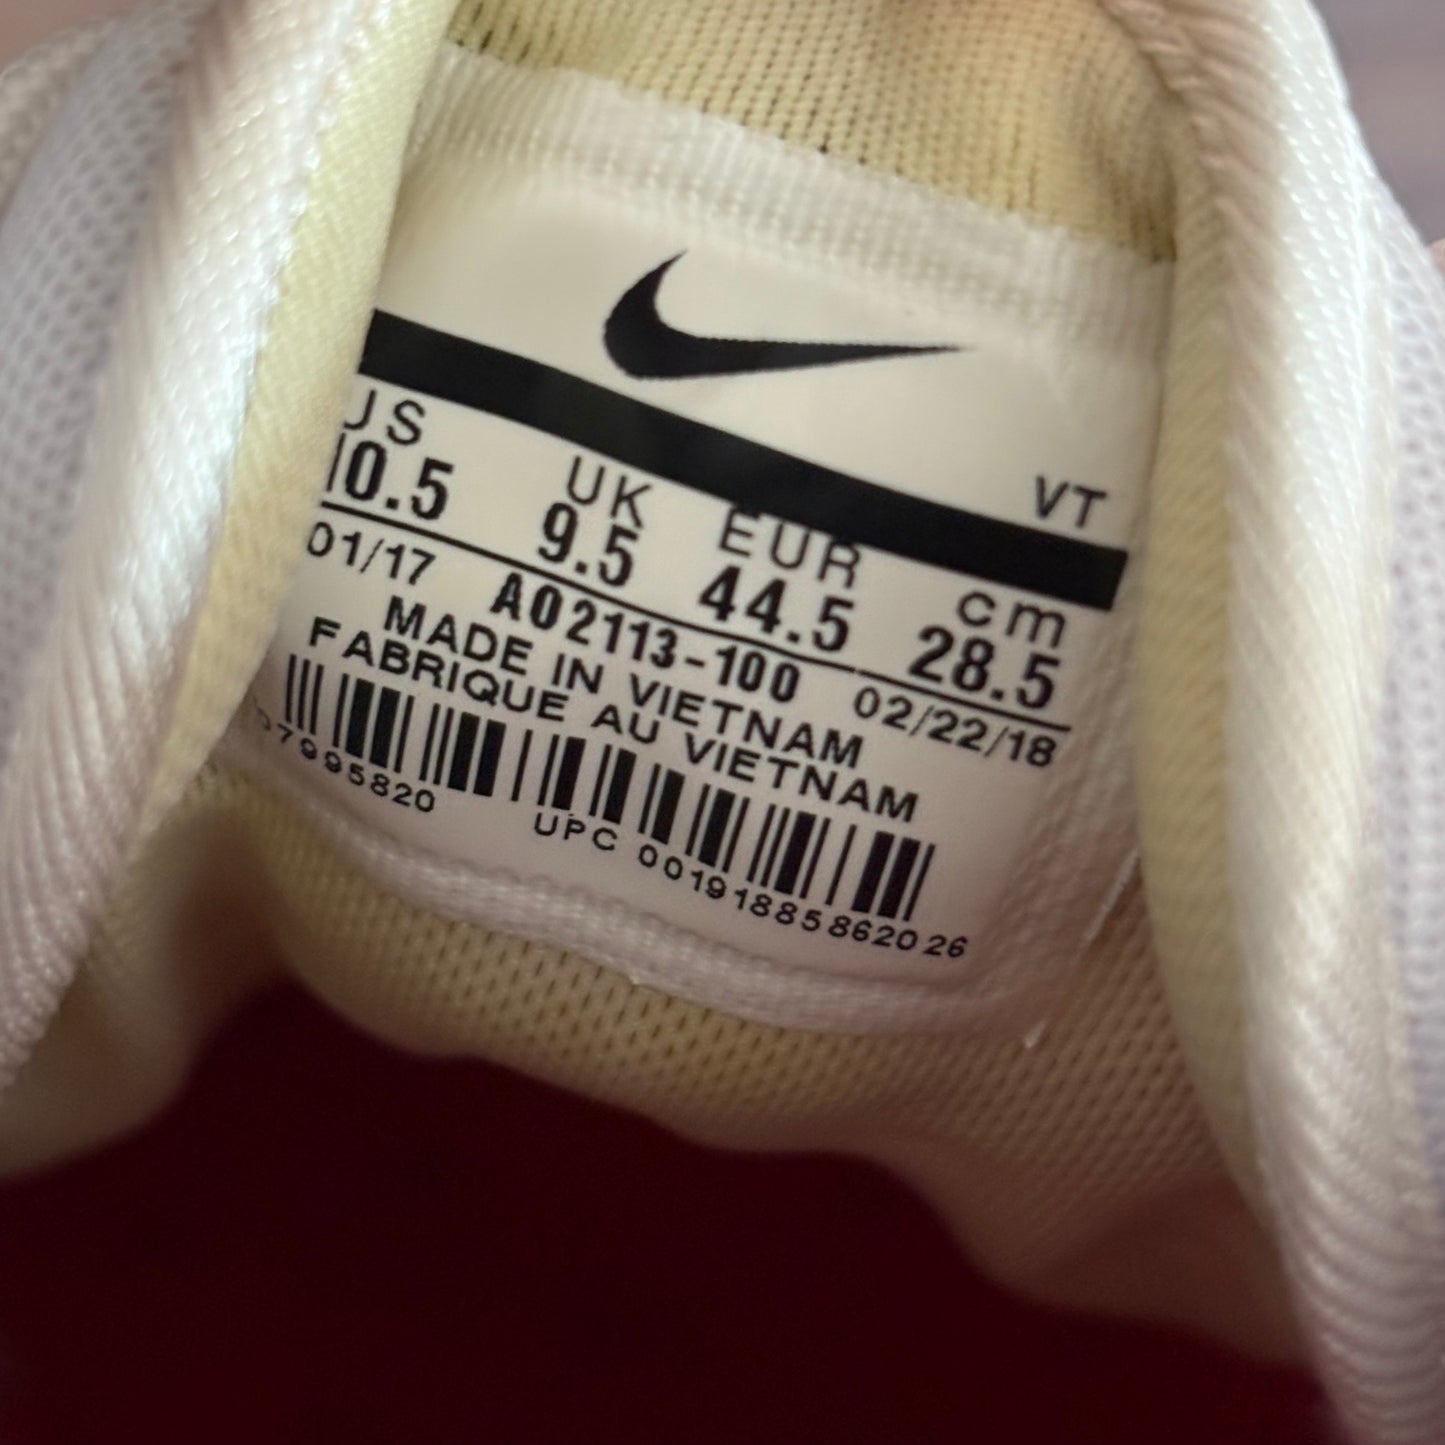 VT
US UK EUR cm
10.5 9.5 44.5 28.5
01/17 AO2113-100 02/22/18
MADE IN VIETNAM
FABRIQUE AU VIETNAM
UPC 00191885862026